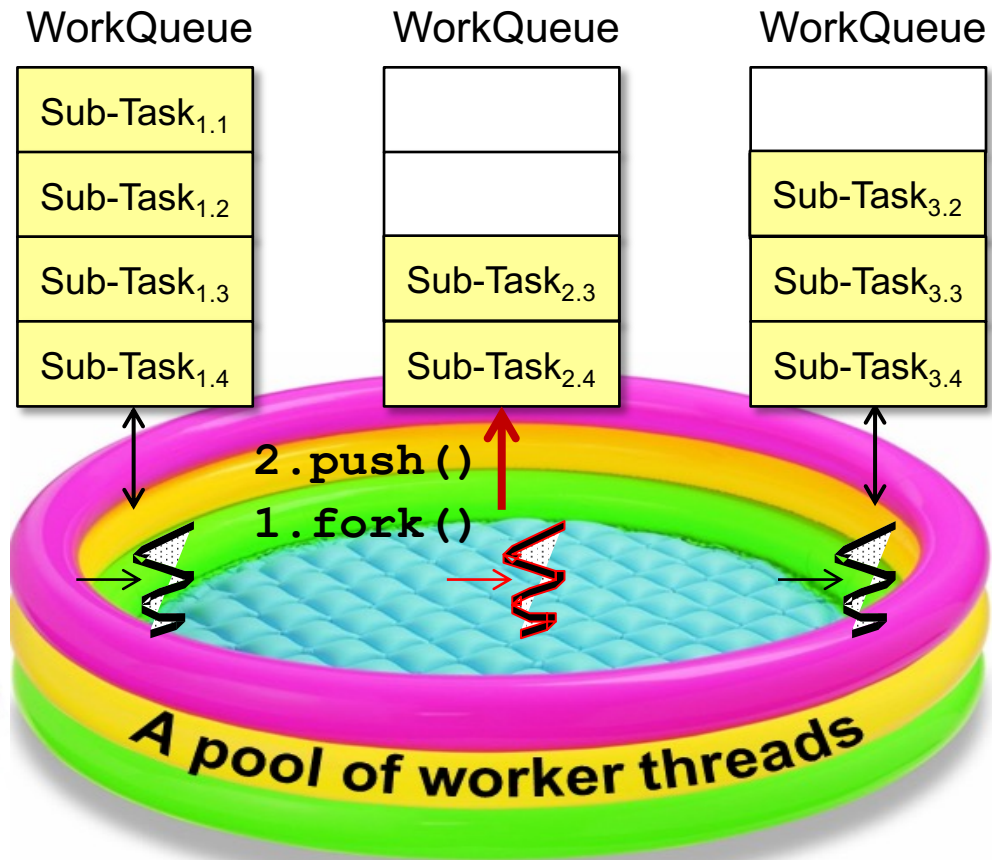 WorkQueue WorkQueue WorkQueue
Sub-Task1.1
Sub-Task1.2 Sub-Task3.2
Sub-Task1.3 Sub-Task2.3 Sub-Task3.3
Sub-Task1.4 Sub-Task2.4 Sub-Task3.4
2.push()
1.fork()
A pool of worker threads